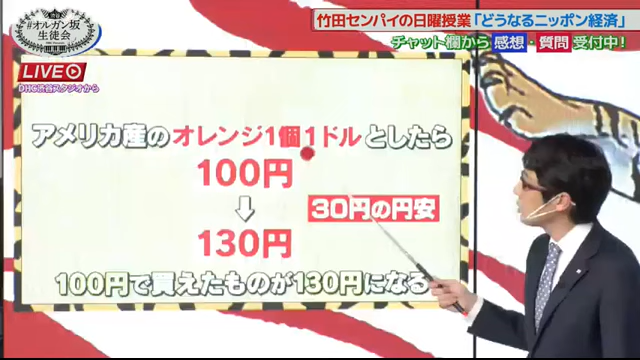 #オルガン坂
生徒会
竹田センパイの日曜授業「どうなるニッポン経済」
チャット欄から 感想・質問 受付中!
LIVE
DHC渋谷スタジオから
アメリカ産のオレンジ1個1ドルとしたら
100円
↓
30円の円安
130円
100円で買えたものが130円になる